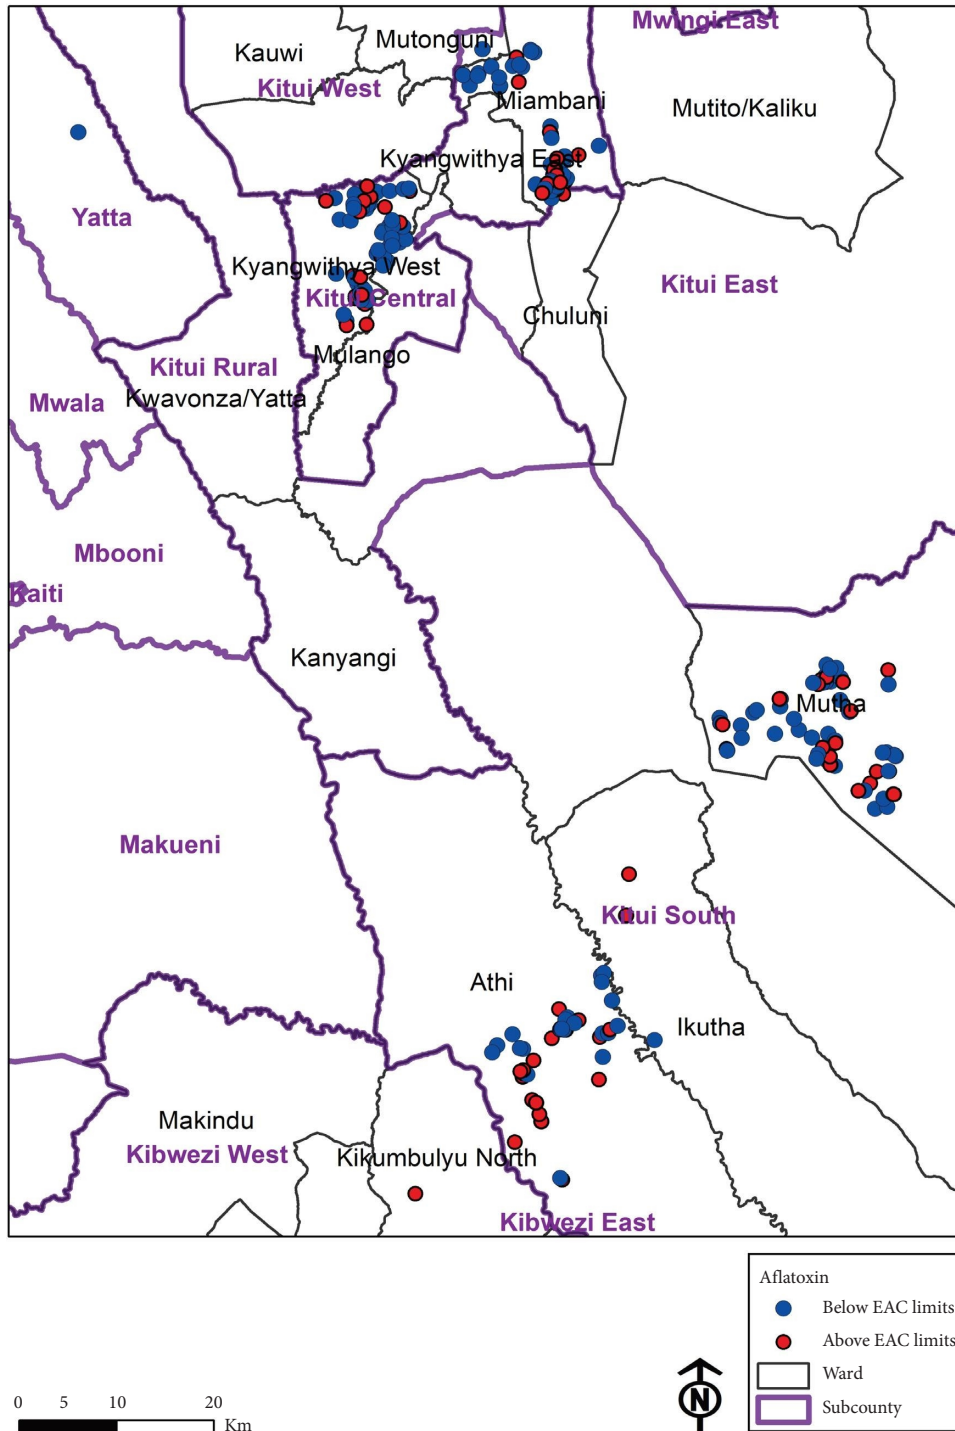 Mwingi East
Mutonguni
Kauwi
Kitui West
Miambani
Mutito/Kaliku
Kyangwithya East
Yatta
Kyangwithya West
Kitui East
Kitui Central
Chuluni
Mulango
Kitui Rural
Kwavonza/Yatta
Mwala
Mbooni
Kaiti
Kanyangi
Mutha
Makueni
Kitui South
Athi
Ikutha
Makindu
Kibwezi West
Kikumbulyu North
Kibwezi East
Aflatoxin
Below EAC limits
Above EAC limits
Ward
Subcounty
0 5 10 20
Km
N